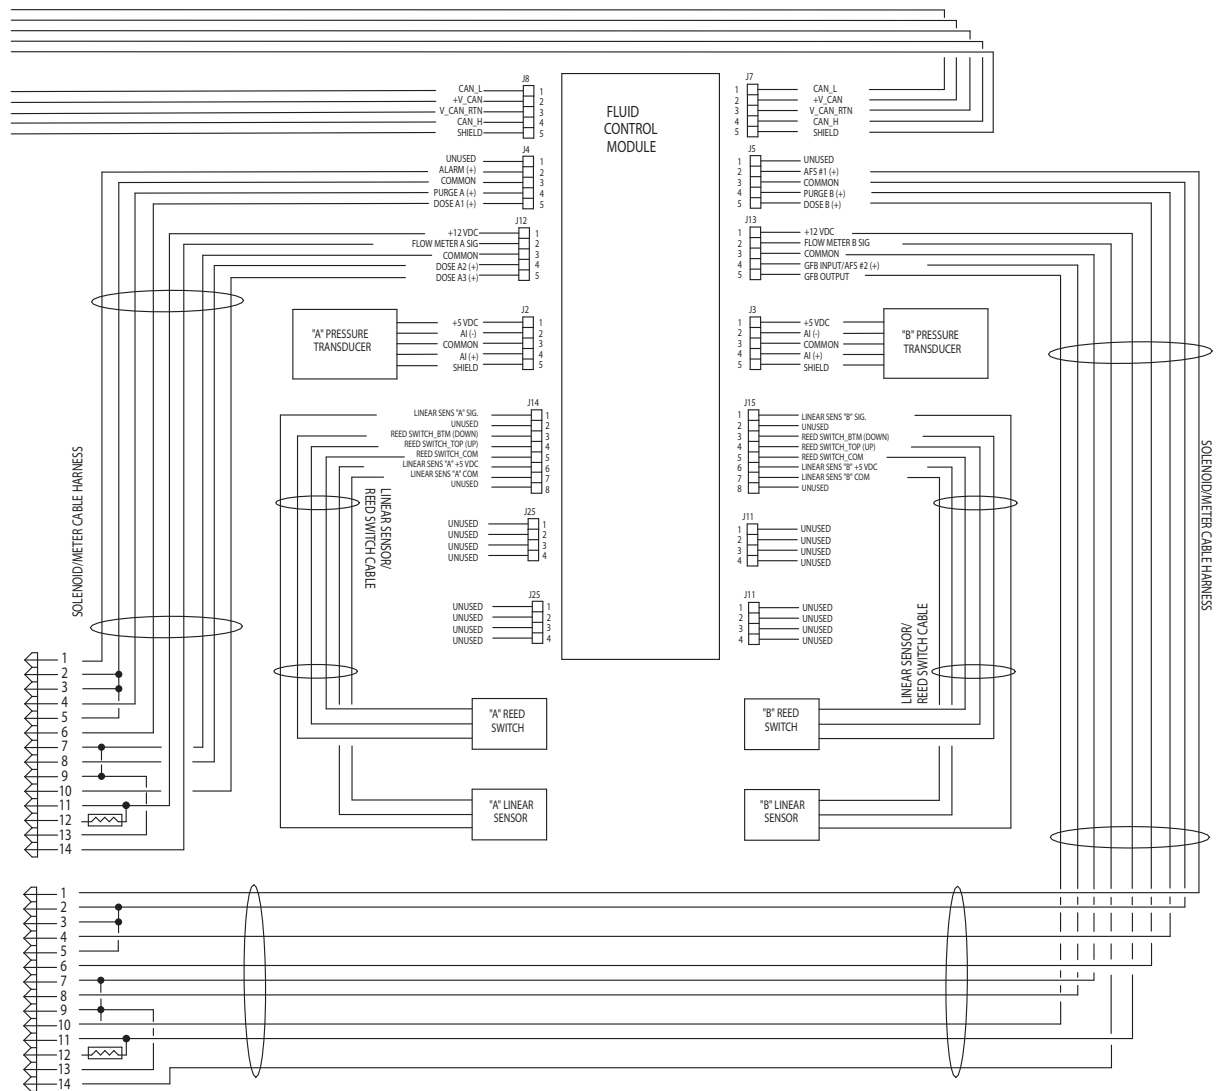 J8
CAN_L 1
+V_CAN 2
V_CAN_RTN 3
CAN_H 4
SHIELD 5
J4
UNUSED 1
ALARM (+) 2
COMMON 3
PURGE A (+) 4
DOSE A1 (+) 5
J12
+12 VDC 1
FLOW METER A SIG 2
COMMON 3
DOSE A2 (+) 4
DOSE A3 (+) 5
"A" PRESSURE
TRANSDUCER
J2
+5 VDC 1
AI (-) 2
COMMON 3
AI (+) 4
SHIELD 5
J14
LINEAR SENS "A" SIG. 1
UNUSED 2
REED SWITCH_BTM (DOWN) 3
REED SWITCH_TOP (UP) 4
REED SWITCH_COM 5
LINEAR SENS "A" +5 VDC 6
LINEAR SENS "A" COM 7
UNUSED 8
J25
UNUSED 1
UNUSED 2
UNUSED 3
UNUSED 4
J25
UNUSED 1
UNUSED 2
UNUSED 3
UNUSED 4
FLUID
CONTROL
MODULE
J7
1 CAN_L
2 +V_CAN
3 V_CAN_RTN
4 CAN_H
5 SHIELD
J5
1 UNUSED
2 AFS #1 (+)
3 COMMON
4 PURGE B (+)
5 DOSE B (+)
J13
1 +12 VDC
2 FLOW METER B SIG
3 COMMON
4 GFB INPUT/AFS #2 (+)
5 GFB OUTPUT
J3
1 +5 VDC
2 AI (-)
3 COMMON
4 AI (+)
5 SHIELD
"B" PRESSURE
TRANSDUCER
J15
1 LINEAR SENS "B" SIG.
2 UNUSED
3 REED SWITCH_BTM (DOWN)
4 REED SWITCH_TOP (UP)
5 REED SWITCH_COM
6 LINEAR SENS "B" +5 VDC
7 LINEAR SENS "B" COM
8 UNUSED
J11
1 UNUSED
2 UNUSED
3 UNUSED
4 UNUSED
J11
1 UNUSED
2 UNUSED
3 UNUSED
4 UNUSED
SOLENOID/METER CABLE HARNESS
LINEAR SENSOR/
REED SWITCH CABLE
LINEAR SENSOR/
REED SWITCH CABLE
SOLENOID/METER CABLE HARNESS
"A" REED
SWITCH
"B" REED
SWITCH
"A" LINEAR
SENSOR
"B" LINEAR
SENSOR
1
2
3
4
5
6
7
8
9
10
11
12
13
14
1
2
3
4
5
6
7
8
9
10
11
12
13
14